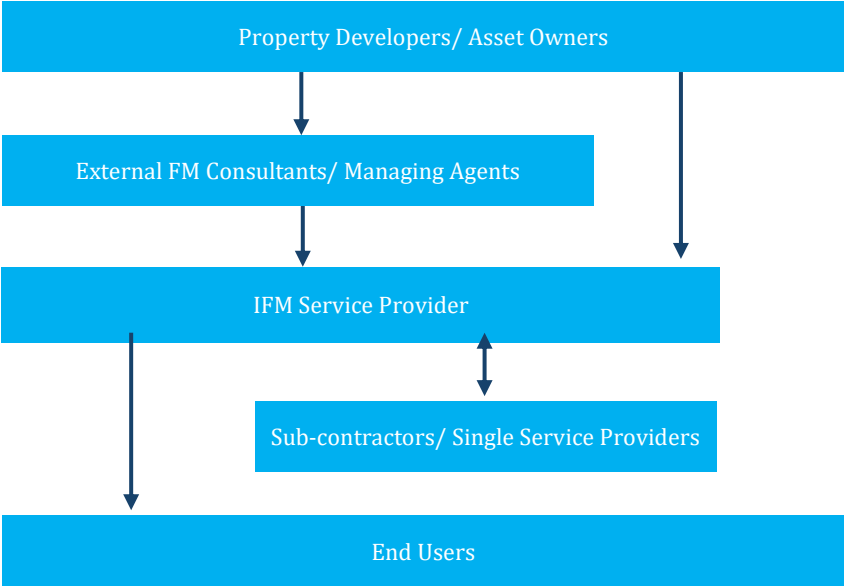 Property Developers/ Asset Owners
External FM Consultants/ Managing Agents
IFM Service Provider
Sub-contractors/ Single Service Providers
End Users